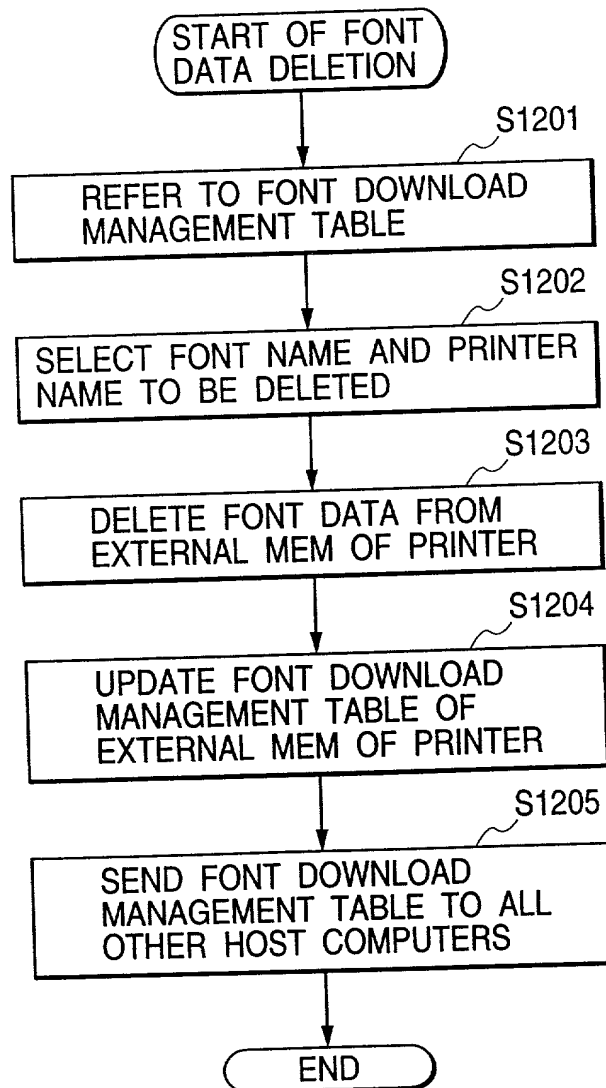 START OF FONT
DATA DELETION
S1201
REFER TO FONT DOWNLOAD
MANAGEMENT TABLE
S1202
SELECT FONT NAME AND PRINTER
NAME TO BE DELETED
S1203
DELETE FONT DATA FROM
EXTERNAL MEM OF PRINTER
S1204
UPDATE FONT DOWNLOAD
MANAGEMENT TABLE OF
EXTERNAL MEM OF PRINTER
S1205
SEND FONT DOWNLOAD
MANAGEMENT TABLE TO ALL
OTHER HOST COMPUTERS
END